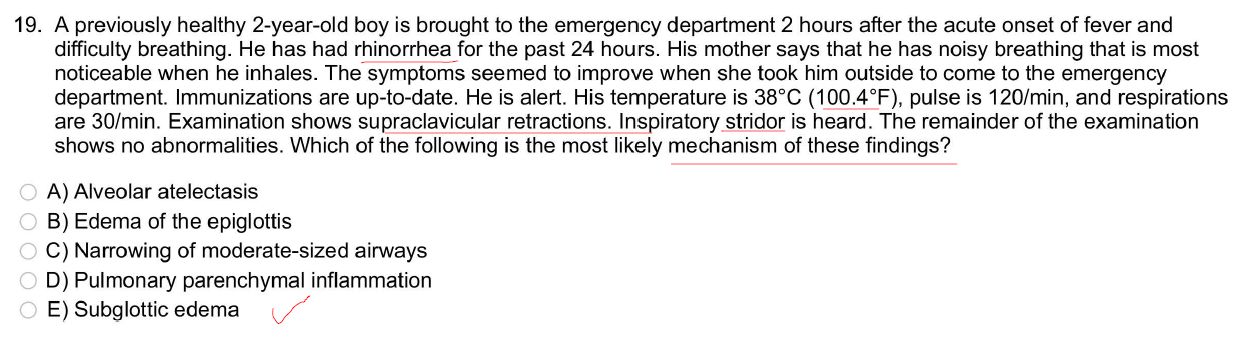 19. A previously healthy 2-year-old boy is brought to the emergency department 2 hours after the acute onset of fever and
difficulty breathing. He has had rhinorrhea for the past 24 hours. His mother says that he has noisy breathing that is most
noticeable when he inhales. The symptoms seemed to improve when she took him outside to come to the emergency
department. Immunizations are up-to-date. He is alert. His temperature is 38°C (100.4°F), pulse is 120/min, and respirations
are 30/min. Examination shows supraclavicular retractions. Inspiratory stridor is heard. The remainder of the examination
shows no abnormalities. Which of the following is the most likely mechanism of these findings?
A) Alveolar atelectasis
B) Edema of the epiglottis
C) Narrowing of moderate-sized airways
D) Pulmonary parenchymal inflammation
E) Subglottic edema